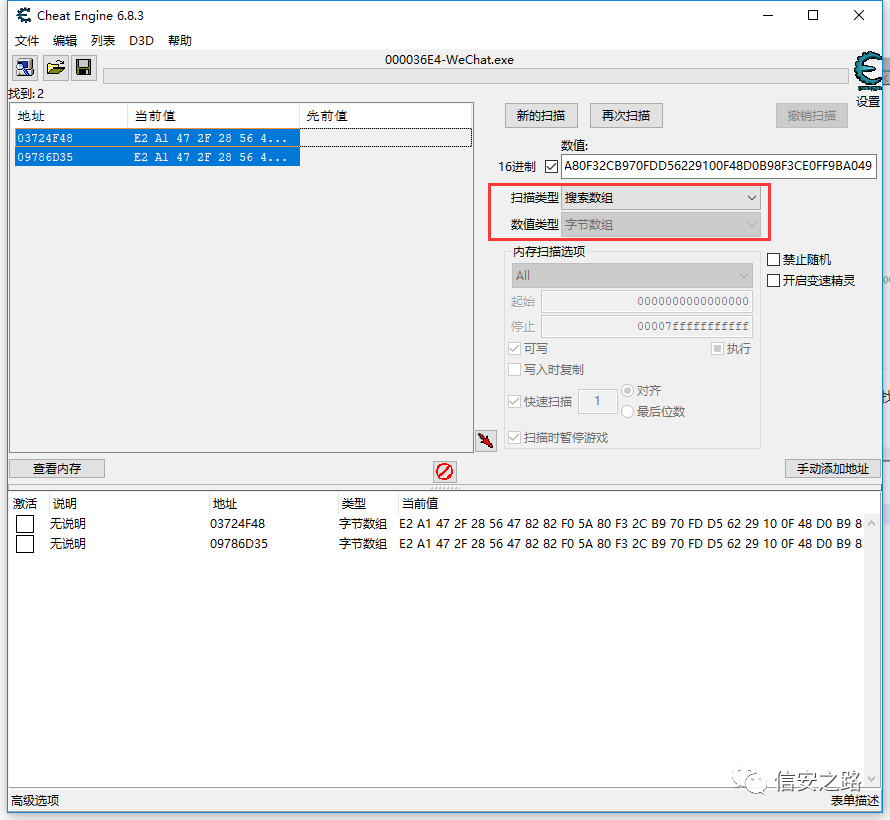 Cheat Engine 6.8.3
文件 编辑 列表 D3D 帮助
000036E4-WeChat.exe
找到:2
设置
地址 当前值 先前值
03724F48 E2 A1 47 2F 28 56 4...
09786D35 E2 A1 47 2F 28 56 4...
新的扫描 再次扫描 撤销扫描
数值:
16进制 A80F32CB970FDD56229100F48D0B98F3CE0FF9BA049
扫描类型 搜索数组
数值类型 字节数组
内存扫描选项
All
起始 0000000000000000
停止 00007fffffffffff
可写 执行
写入时复制
快速扫描 1 对齐
最后位数
扫描时暂停游戏
禁止随机
开启变速精灵
查看内存 手动添加地址
激活 说明 地址 类型 当前值
无说明 03724F48 字节数组 E2 A1 47 2F 28 56 47 82 82 F0 5A 80 F3 2C B9 70 FD D5 62 29 10 0F 48 D0 B9 8
无说明 09786D35 字节数组 E2 A1 47 2F 28 56 47 82 82 F0 5A 80 F3 2C B9 70 FD D5 62 29 10 0F 48 D0 B9 8
信安之路
高级选项 表单描述